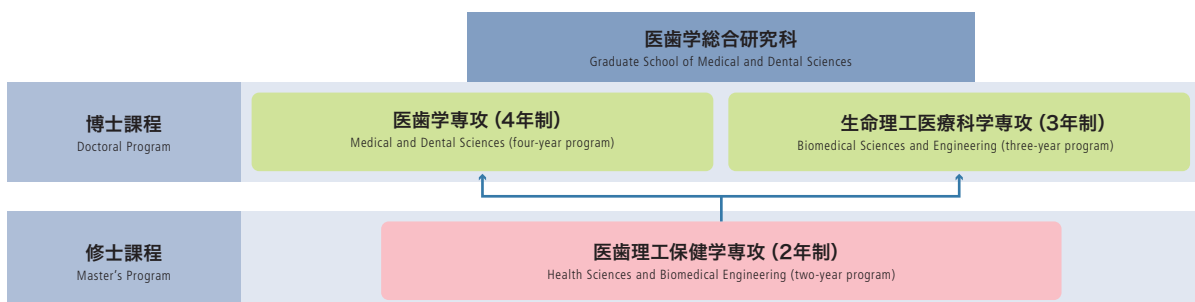 医歯学総合研究科
Graduate School of Medical and Dental Sciences
博士課程
Doctoral Program
医歯学専攻（4年制）
Medical and Dental Sciences (four-year program)
生命理工医療科学専攻（3年制）
Biomedical Sciences and Engineering (three-year program)
修士課程
Master's Program
医歯理工保健学専攻（2年制）
Health Sciences and Biomedical Engineering (two-year program)